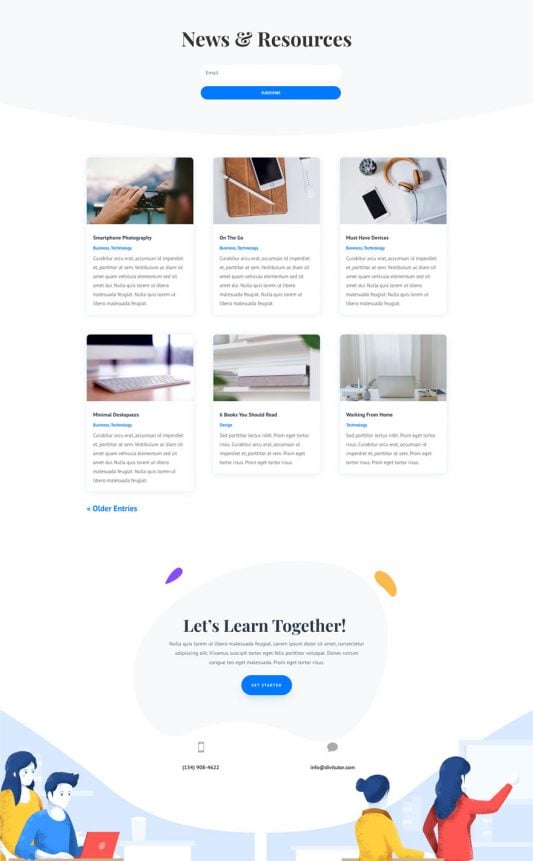 News & Resources
Email
SUBSCRIBE
Smartphone Photography
Business, Technology
Curabitur arcu erat, accumsan id imperdiet
et, porttitor at sem. Vestibulum ac diam sit
amet quam vehicula elementum sed sit
amet dui. Nulla quis lorem ut libero
malesuada feugiat. Nulla quis lorem ut
libero malesuada feugiat.
On The Go
Business, Technology
Curabitur arcu erat, accumsan id imperdiet
et, porttitor at sem. Vestibulum ac diam sit
amet quam vehicula elementum sed sit
amet dui. Nulla quis lorem ut libero
malesuada feugiat. Nulla quis lorem ut
libero malesuada feugiat.
Must Have Devices
Business, Technology
Curabitur arcu erat, accumsan id imperdiet
et, porttitor at sem. Vestibulum ac diam sit
amet quam vehicula elementum sed sit
amet dui. Nulla quis lorem ut libero
malesuada feugiat. Nulla quis lorem ut
libero malesuada feugiat.
Minimal Deskspaces
Business, Technology
Curabitur arcu erat, accumsan id imperdiet
et, porttitor at sem. Vestibulum ac diam sit
amet quam vehicula elementum sed sit
amet dui. Nulla quis lorem ut libero
malesuada feugiat. Nulla quis lorem ut
libero malesuada feugiat.
6 Books You Should Read
Design
Sed porttitor lectus nibh. Proin eget tortor
risus. Curabitur arcu erat, accumsan id
imperdiet et, porttitor at sem. Proin eget
tortor risus. Proin eget tortor risus.
Working From Home
Technology
Sed porttitor lectus nibh. Proin eget tortor
risus. Curabitur arcu erat, accumsan id
imperdiet et, porttitor at sem. Proin eget
tortor risus. Proin eget tortor risus.
« Older Entries
Let's Learn Together!
Nulla quis lorem ut libero malesuada feugiat. Lorem ipsum dolor sit amet, consectetur
adipiscing elit. Vivamus suscipit tortor eget felis porttitor volutpat. Donec rutrum
congue leo eget malesuada. Proin eget tortor risus.
GET STARTED
(134) 908-4622
info@divitutor.com